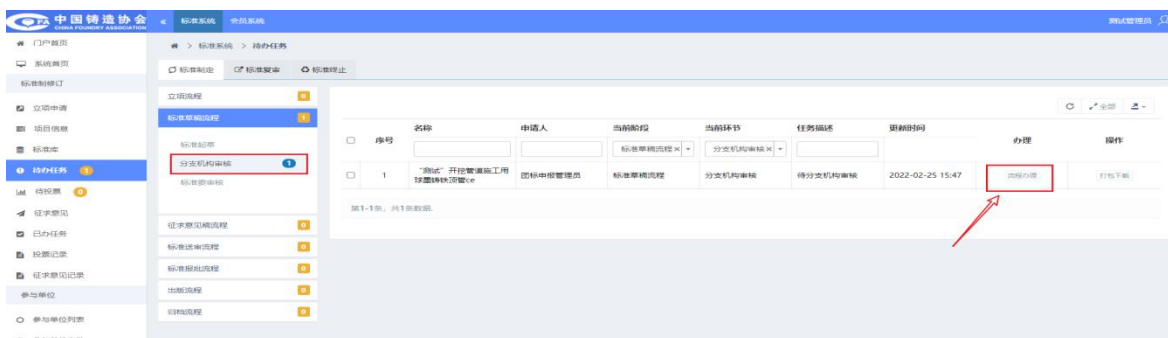 中国铸造协会
CHINA FOUNDRY ASSOCIATION
标准系统 会员系统
测试管理员
门户首页
系统首页
标准制修订
立项申请
项目信息
标准库
待办任务 1
待投票 0
征求意见
已办任务
投票记录
征求意见记录
参与单位
参与单位列表
> 标准系统 > 待办任务
标准制定 标准复审 标准终止
立项流程 0
标准草稿流程 1
标准起草
分支机构审核 1
标委审核
征求意见稿流程 0
标准送审流程 0
标准报批流程 0
出版流程 0
归档流程 0
全部
序号 名称 申请人 当前阶段 当前环节 任务描述 更新时间 办理 操作
标准草稿流程 × 分支机构审核 ×
1 “测试”开挖管道施工用球墨铸铁顶管ce 团标申报管理员 标准草稿流程 分支机构审核 待分支机构审核 2022-02-25 15:47 流程办理 打包下载
第1-1条，共1条数据.